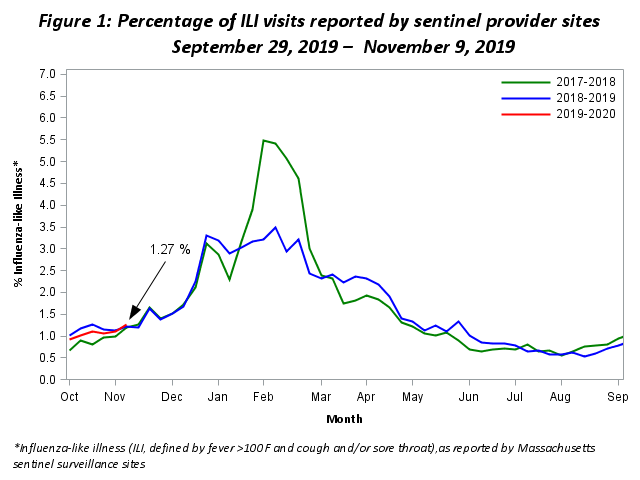 Figure 1: Percentage of ILI visits reported by sentinel provider sites
September 29, 2019 – November 9, 2019
7.0
6.5
6.0
5.5
5.0
4.5
4.0
3.5
3.0
2.5
2.0
1.5
1.0
0.5
0.0
% Influenza-like Illness*
2017-2018
2018-2019
2019-2020
1.27 %
Oct Nov Dec Jan Feb Mar Apr May Jun Jul Aug Sep
Month
*Influenza-like illness (ILI, defined by fever >100F and cough and/or sore throat),as reported by Massachusetts
sentinel surveillance sites